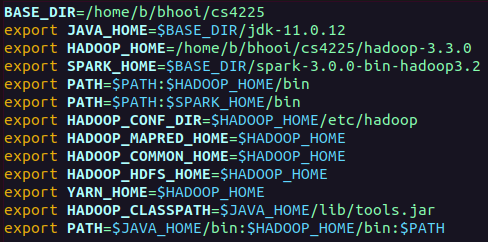 BASE_DIR=/home/b/bhooi/cs4225
export JAVA_HOME=$BASE_DIR/jdk-11.0.12
export HADOOP_HOME=/home/b/bhooi/cs4225/hadoop-3.3.0
export SPARK_HOME=$BASE_DIR/spark-3.0.0-bin-hadoop3.2
export PATH=$PATH:$HADOOP_HOME/bin
export PATH=$PATH:$SPARK_HOME/bin
export HADOOP_CONF_DIR=$HADOOP_HOME/etc/hadoop
export HADOOP_MAPRED_HOME=$HADOOP_HOME
export HADOOP_COMMON_HOME=$HADOOP_HOME
export HADOOP_HDFS_HOME=$HADOOP_HOME
export YARN_HOME=$HADOOP_HOME
export HADOOP_CLASSPATH=$JAVA_HOME/lib/tools.jar
export PATH=$JAVA_HOME/bin:$HADOOP_HOME/bin:$PATH